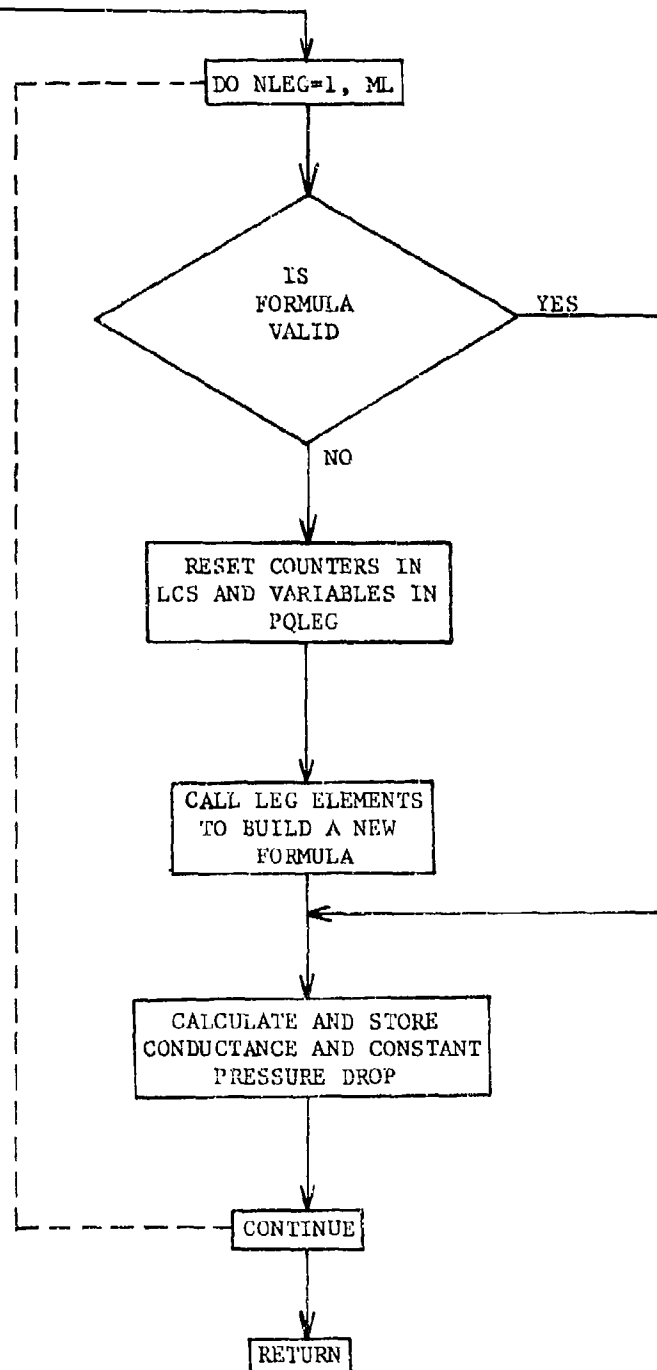 DO NLEG=1, ML
IS
FORMULA
VALID
YES
NO
RESET COUNTERS IN
LCS AND VARIABLES IN
PQLEG
CALL LEG ELEMENTS
TO BUILD A NEW
FORMULA
CALCULATE AND STORE
CONDUCTANCE AND CONSTANT
PRESSURE DROP
CONTINUE
RETURN